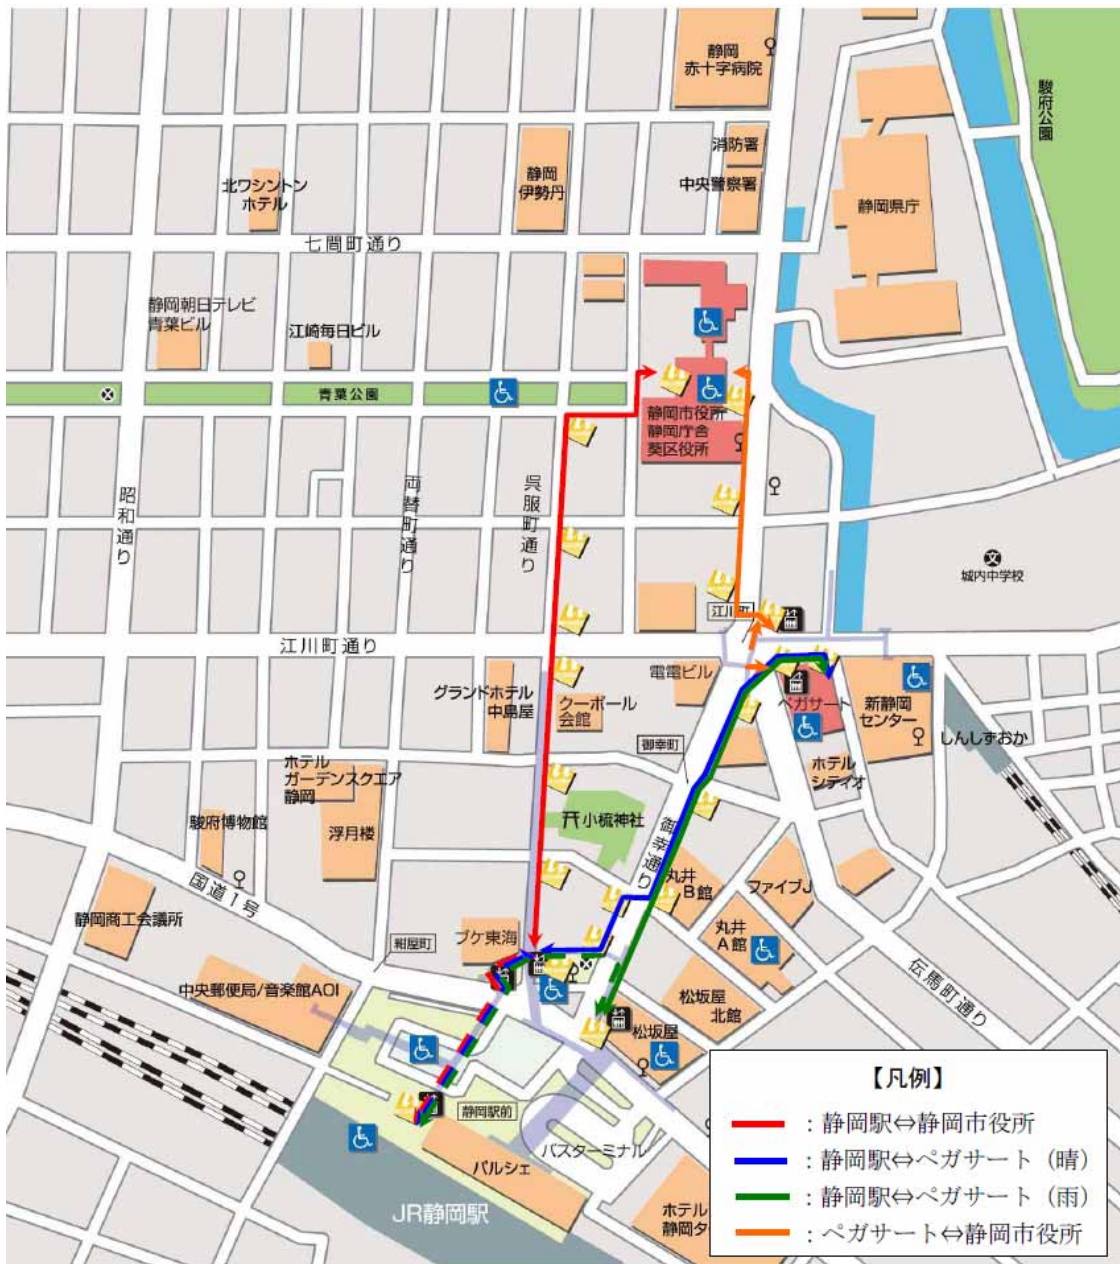 静岡
赤十字病院
駿府公園
消防署
中央警察署
静岡
伊勢丹
北ワシントン
ホテル
静岡県庁
七間町通り
静岡朝日テレビ
青葉ビル
江崎毎日ビル
青葉公園
静岡市役所
静岡庁舎
葵区役所
昭和通り
両替町通り
呉服町通り
文
城内中学校
江川町
江川町通り
電電ビル
グランドホテル
中島屋
クーポール
会館
ペガサート
新静岡
センター
しんしずおか
御幸町
ホテル
シティオ
ホテル
ガーデンスクエア
静岡
駿府博物館
浮月楼
小梳神社
御幸通り
丸井
B館
ファイブJ
国道1号
静岡商工会議所
紺屋町
ブケ東海
丸井
A館
伝馬町通り
中央郵便局/音楽館AOI
松坂屋
北館
松坂屋
静岡駅前
パルシェ
バスターミナル
JR静岡駅
ホテル
静岡タ
【凡例】
：静岡駅⇔静岡市役所
：静岡駅⇔ペガサート（晴）
：静岡駅⇔ペガサート（雨）
：ペガサート⇔静岡市役所